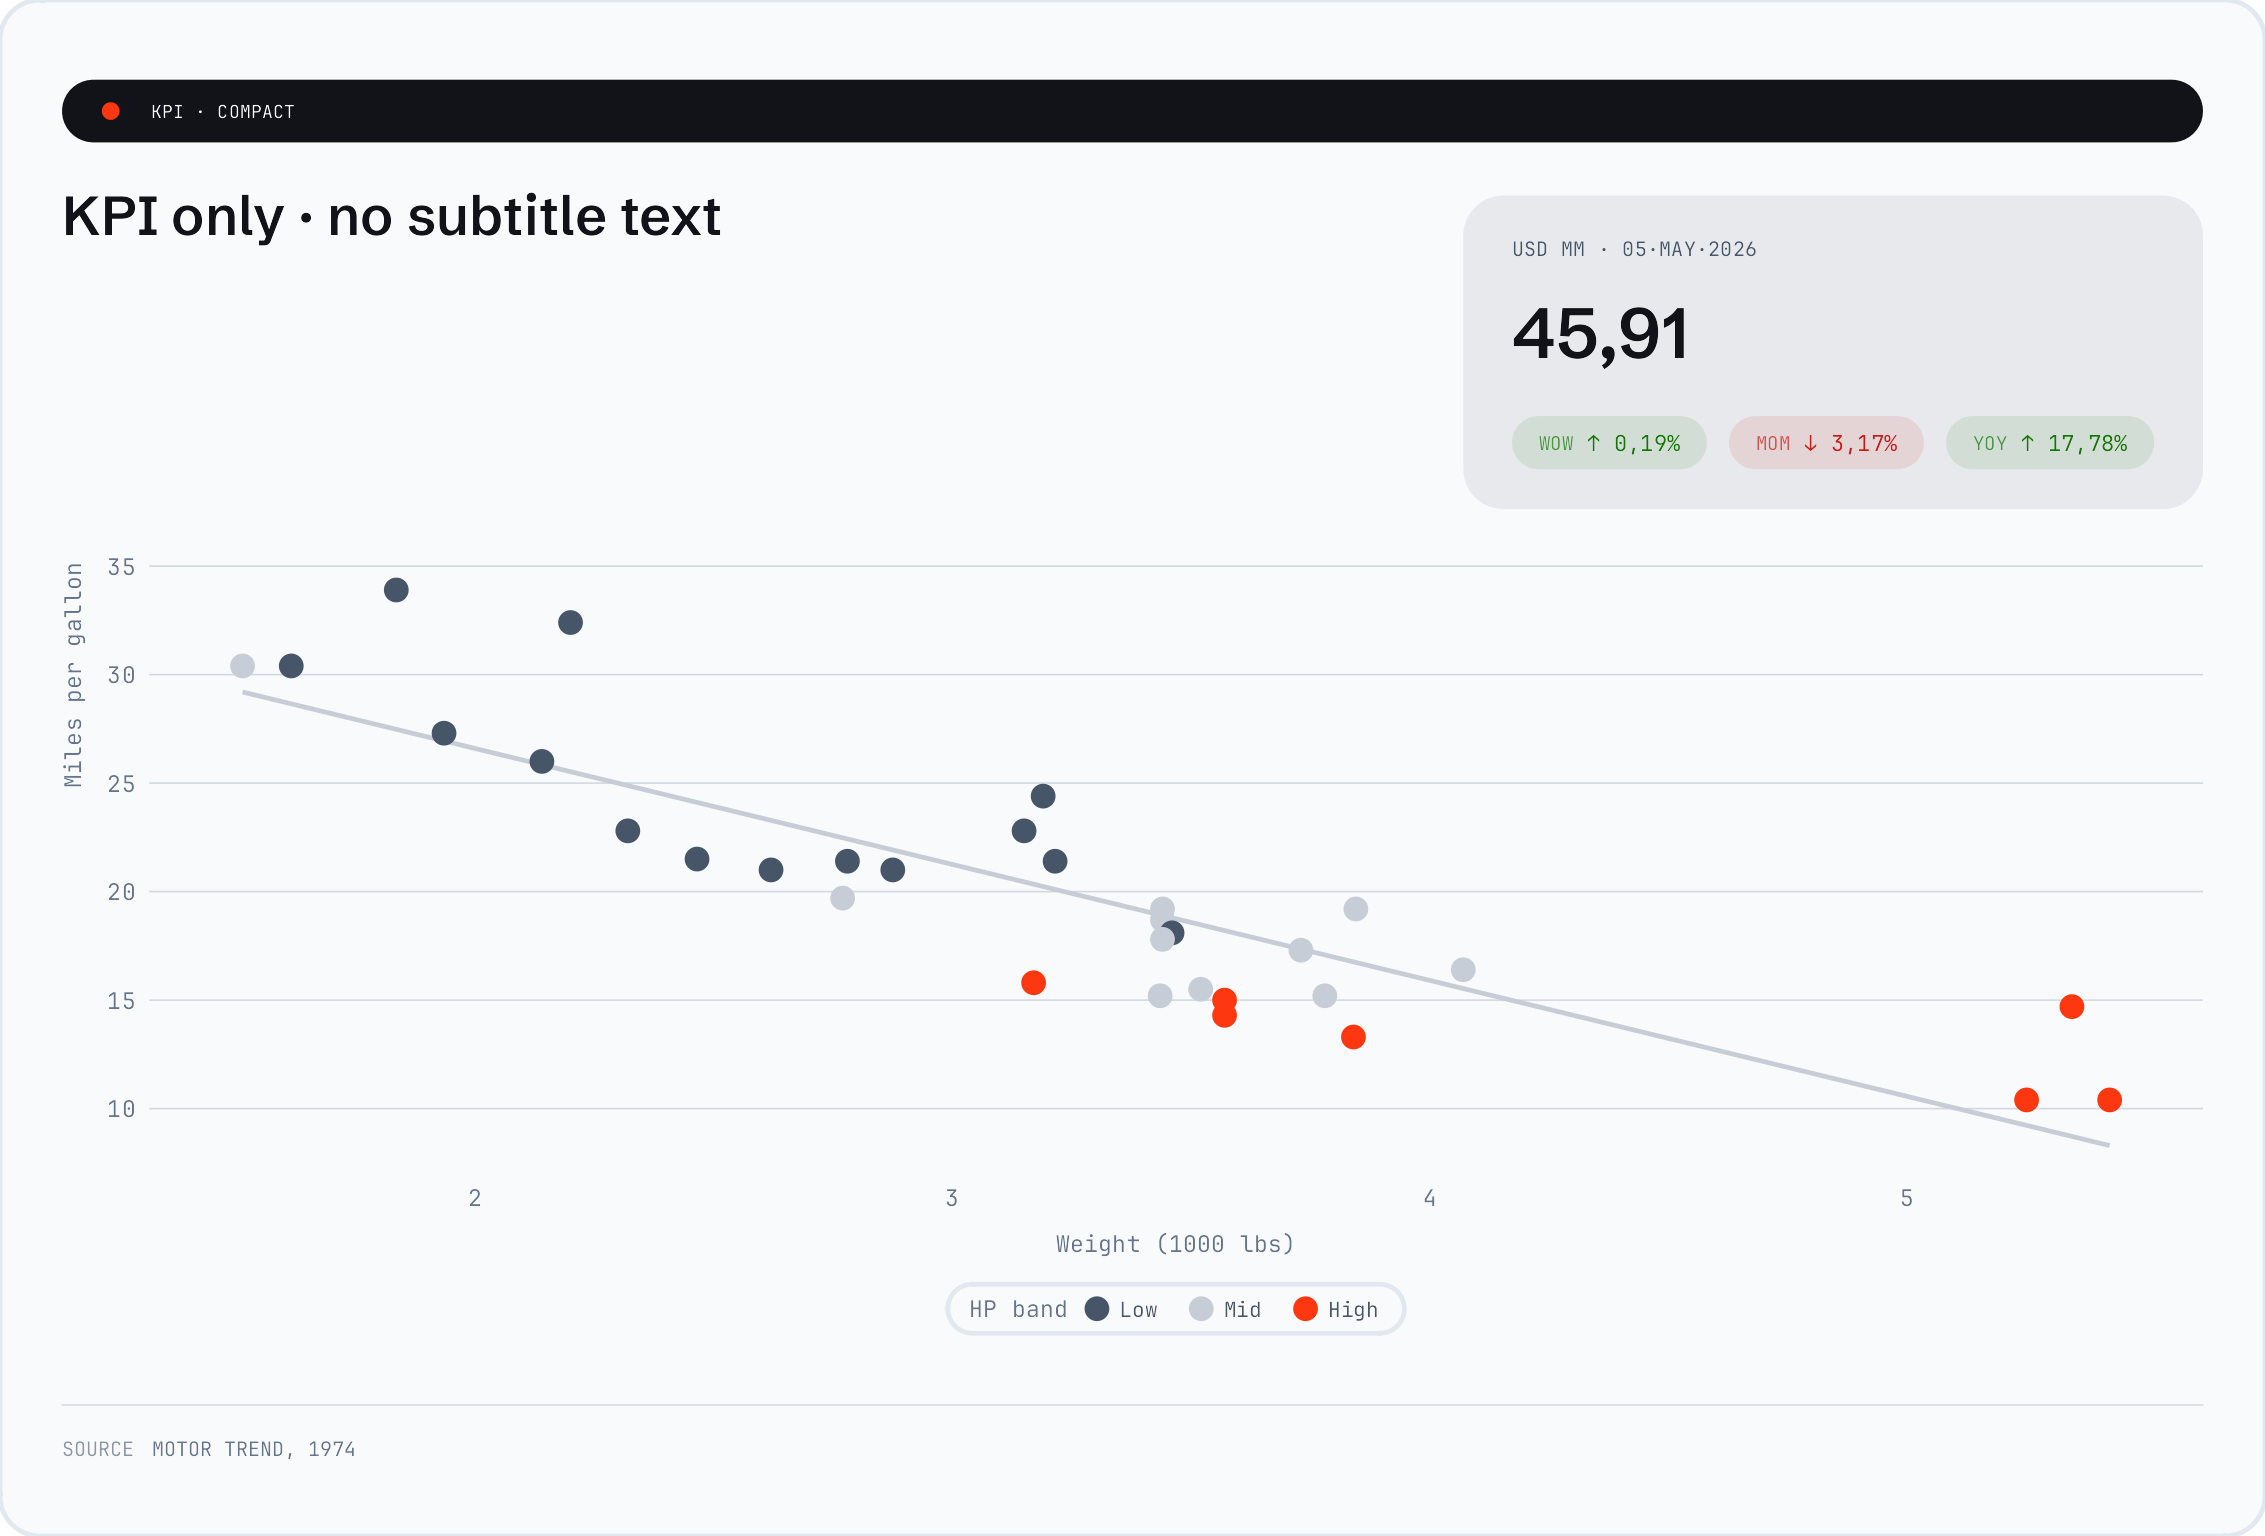 KPI · COMPACT
KPI only · no subtitle text
USD MM · 05·MAY·2026
45,91
WOW ↑ 0,19% MOM ↓ 3,17% YOY ↑ 17,78%
Miles per gallon
35
30
25
20
15
10
2 3 4 5
Weight (1000 lbs)
HP band Low Mid High
SOURCE MOTOR TREND, 1974